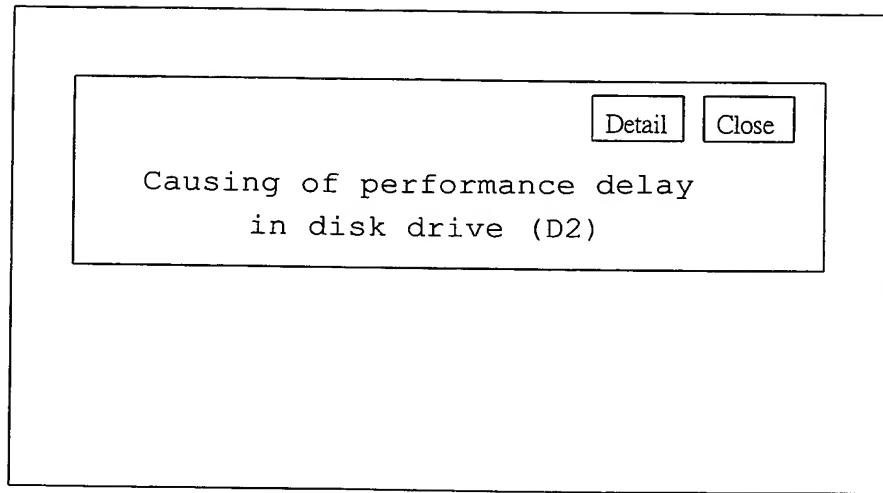 Detail Close
Causing of performance delay
in disk drive (D2)